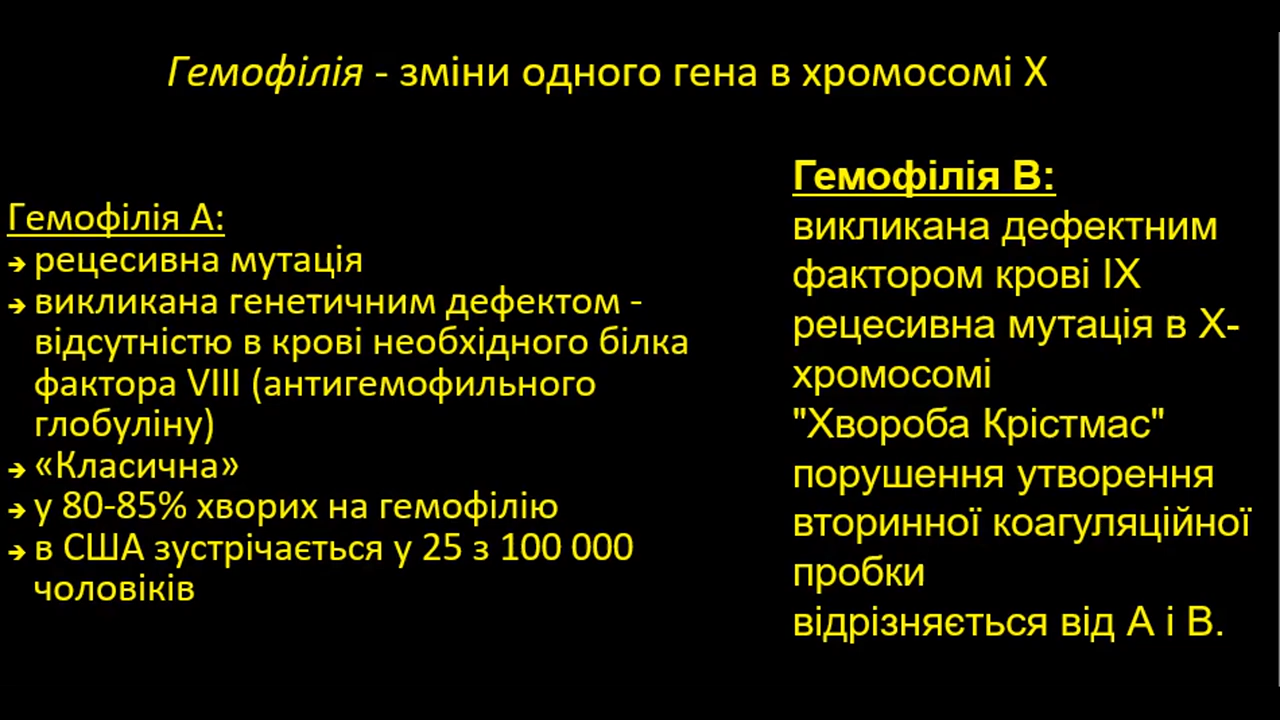 Гемофілія - зміни одного гена в хромосомі X
Гемофілія А:
➔ рецесивна мутація
➔ викликана генетичним дефектом -
відсутністю в крові необхідного білка
фактора VIII (антигемофильного
глобуліну)
➔ «Класична»
➔ у 80-85% хворих на гемофілію
➔ в США зустрічається у 25 з 100 000
чоловіків
Гемофілія В:
викликана дефектним
фактором крові IX
рецесивна мутація в Х-
хромосомі
"Хвороба Крістмас"
порушення утворення
вторинної коагуляційної
пробки
відрізняється від А і В.